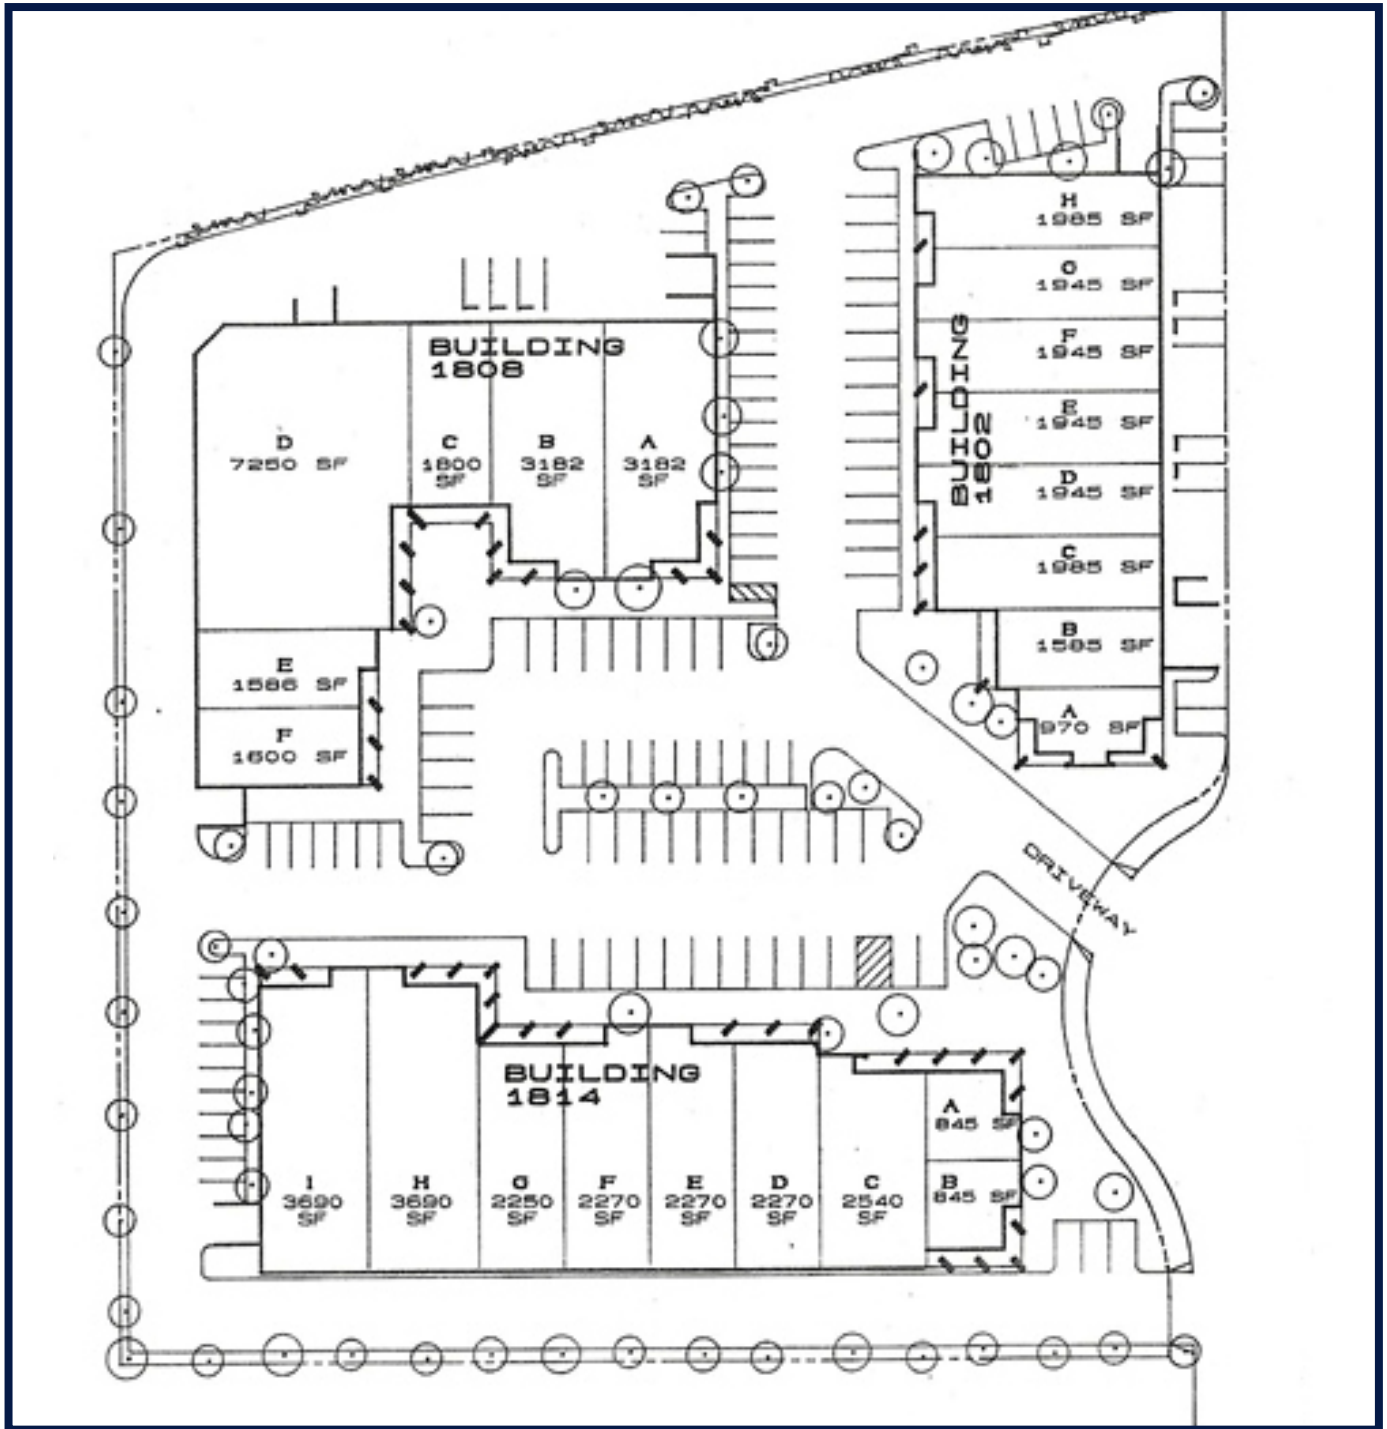 H
1985 SF
G
1945 SF
F
1945 SF
E
1945 SF
D
1945 SF
C
1985 SF
B
1585 SF
A
970 SF
BUILDING
1802
BUILDING
1808
D
7250 SF
C
1800
SF
B
3182
SF
A
3182
SF
E
1586 SF
F
1600 SF
DRIVEWAY
BUILDING
1814
I
3690
SF
H
3690
SF
G
2250
SF
F
2270
SF
E
2270
SF
D
2270
SF
C
2540
SF
A
845 SF
B
845 SF